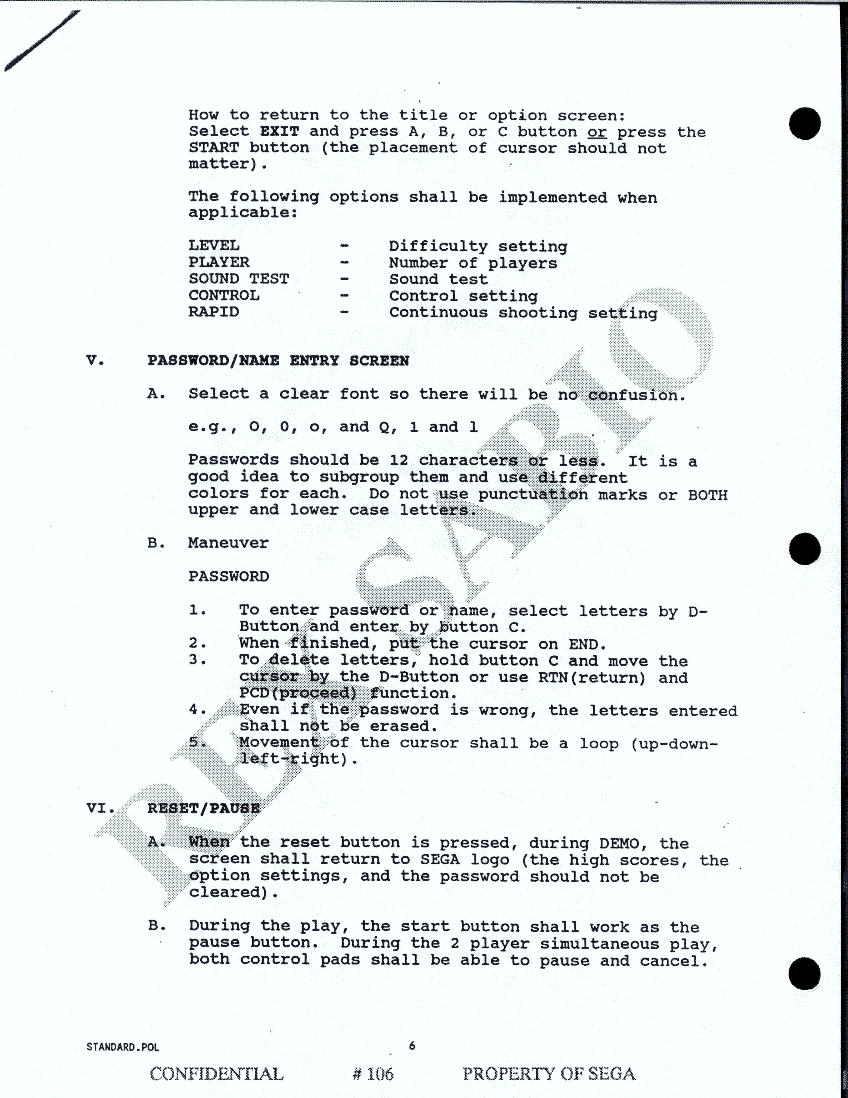 How to return to the title or option screen:
Select EXIT and press A, B, or C button or press the
START button (the placement of cursor should not
matter).
The following options shall be implemented when
applicable:
LEVEL - Difficulty setting
PLAYER - Number of players
SOUND TEST - Sound test
CONTROL - Control setting
RAPID - Continuous shooting setting
V. PASSWORD/NAME ENTRY SCREEN
A. Select a clear font so there will be no confusion.
e.g., O, 0, o, and Q, 1 and l
Passwords should be 12 characters or less. It is a
good idea to subgroup them and use different
colors for each. Do not use punctuation marks or BOTH
upper and lower case letters.
B. Maneuver
PASSWORD
1. To enter password or name, select letters by D-
Button and enter by button C.
2. When finished, put the cursor on END.
3. To delete letters, hold button C and move the
cursor by the D-Button or use RTN(return) and
PCD(proceed) function.
4. Even if the password is wrong, the letters entered
shall not be erased.
5. Movement of the cursor shall be a loop (up-down-
left-right).
VI. RESET/PAUSE
A. When the reset button is pressed, during DEMO, the
screen shall return to SEGA logo (the high scores, the
option settings, and the password should not be
cleared).
B. During the play, the start button shall work as the
pause button. During the 2 player simultaneous play,
both control pads shall be able to pause and cancel.
REX SABIO
STANDARD.POL 6
CONFIDENTIAL # 106 PROPERTY OF SEGA